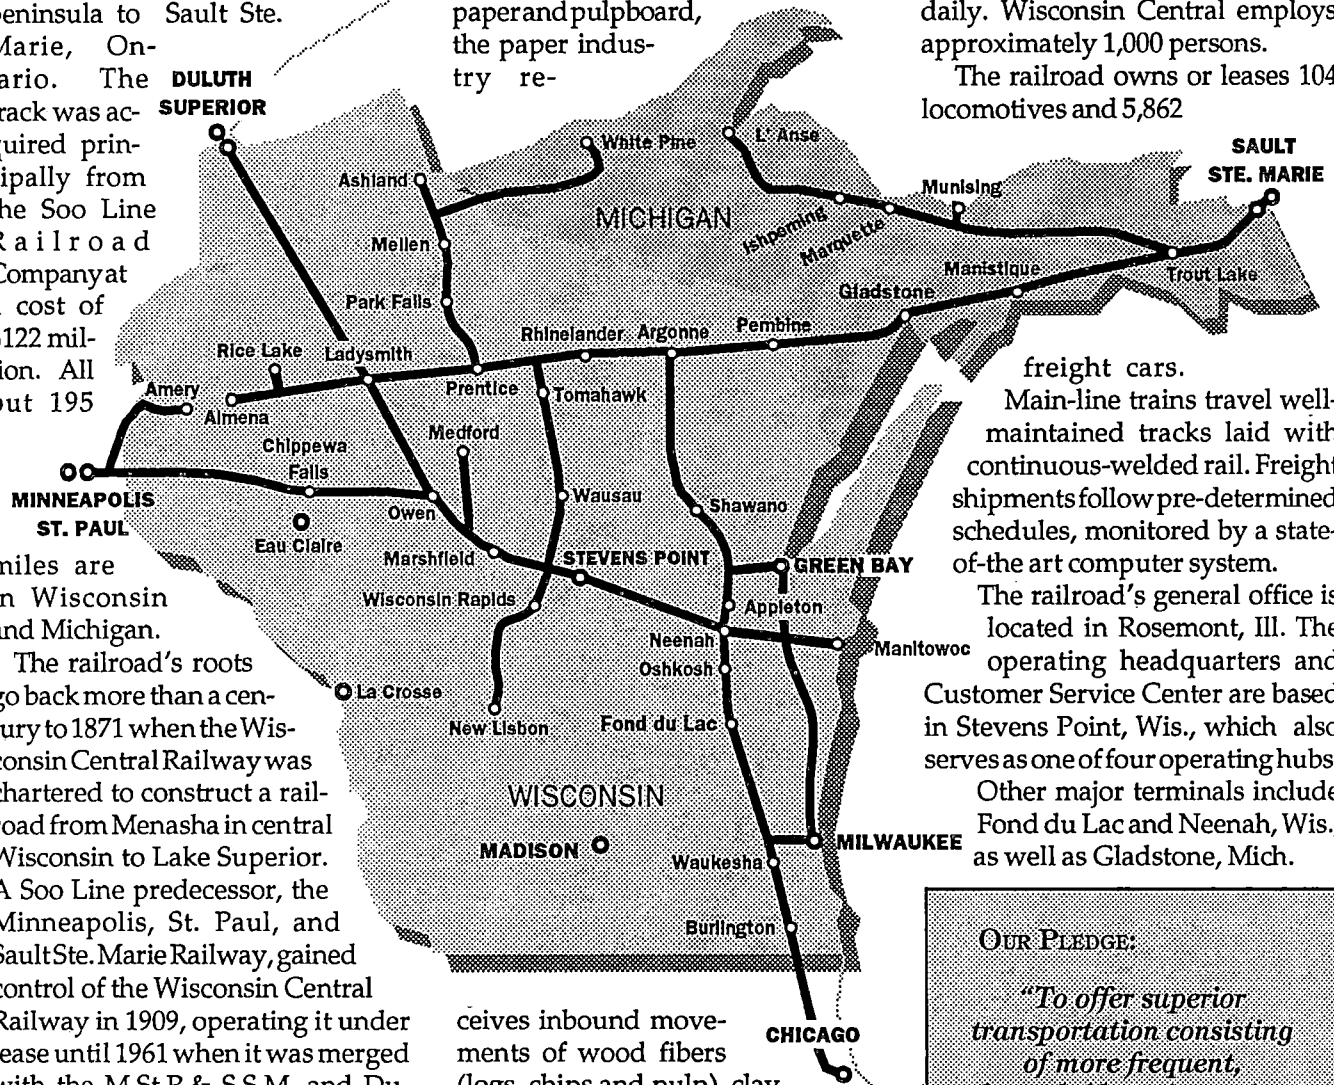 peninsula to Sault Ste.
Marie, On-
tario. The
track was ac-
quired prin-
cipally from
the Soo Line
Railroad
Company at
a cost of
$122 mil-
lion. All
but 195
miles are
in Wisconsin
and Michigan.
The railroad's roots
go back more than a cen-
tury to 1871 when the Wis-
consin Central Railway was
chartered to construct a rail-
road from Menasha in central
Wisconsin to Lake Superior.
A Soo Line predecessor, the
Minneapolis, St. Paul, and
Sault Ste. Marie Railway, gained
control of the Wisconsin Central
Railway in 1909, operating it under
lease until 1961 when it was merged
with the M.St.P.& S.S.M. and Du-
paper and pulpboard,
the paper indus-
try re-
ceives inbound move-
ments of wood fibers
(logs, chips and pulp), clay
daily. Wisconsin Central employs
approximately 1,000 persons.
The railroad owns or leases 104
locomotives and 5,862
freight cars.
Main-line trains travel well-
maintained tracks laid with
continuous-welded rail. Freight
shipments follow pre-determined
schedules, monitored by a state-
of-the art computer system.
The railroad's general office is
located in Rosemont, Ill. The
operating headquarters and
Customer Service Center are based
in Stevens Point, Wis., which also
serves as one of four operating hubs.
Other major terminals include
Fond du Lac and Neenah, Wis.,
as well as Gladstone, Mich.
OUR PLEDGE:
"To offer superior
transportation consisting
of more frequent,
DULUTH
SUPERIOR
White Pine
L'Anse
SAULT
STE. MARIE
Ashland
Munising
MICHIGAN
Ishpeming
Marquette
Mellen
Manistique
Trout Lake
Park Falls
Gladstone
Rhinelander
Argonne
Pembine
Rice Lake
Ladysmith
Prentice
Tomahawk
Amery
Almena
Medford
Chippewa
Falls
MINNEAPOLIS
ST. PAUL
Wausau
Shawano
Owen
Eau Claire
Marshfield
STEVENS POINT
GREEN BAY
Wisconsin Rapids
Appleton
Neenah
Manitowoc
Oshkosh
La Crosse
New Lisbon
Fond du Lac
WISCONSIN
MADISON
MILWAUKEE
Waukesha
Burlington
CHICAGO